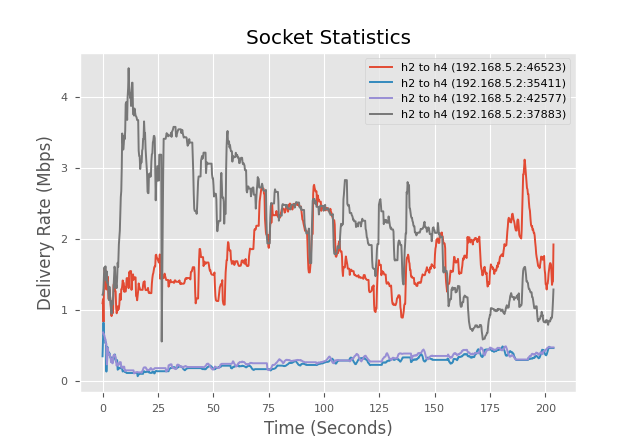 Socket Statistics
h2 to h4 (192.168.5.2:46523)
h2 to h4 (192.168.5.2:35411)
h2 to h4 (192.168.5.2:42577)
h2 to h4 (192.168.5.2:37883)
Delivery Rate (Mbps)
4
3
2
1
0
0 25 50 75 100 125 150 175 200
Time (Seconds)